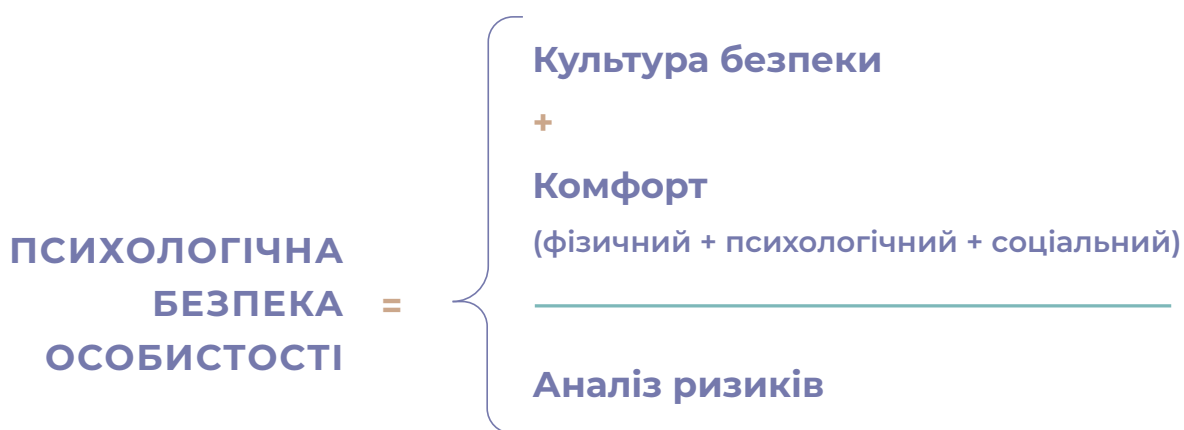 ПСИХОЛОГІЧНА
БЕЗПЕКА
ОСОБИСТОСТІ
=
Культура безпеки
+
Комфорт
(фізичний + психологічний + соціальний)
Аналіз ризиків